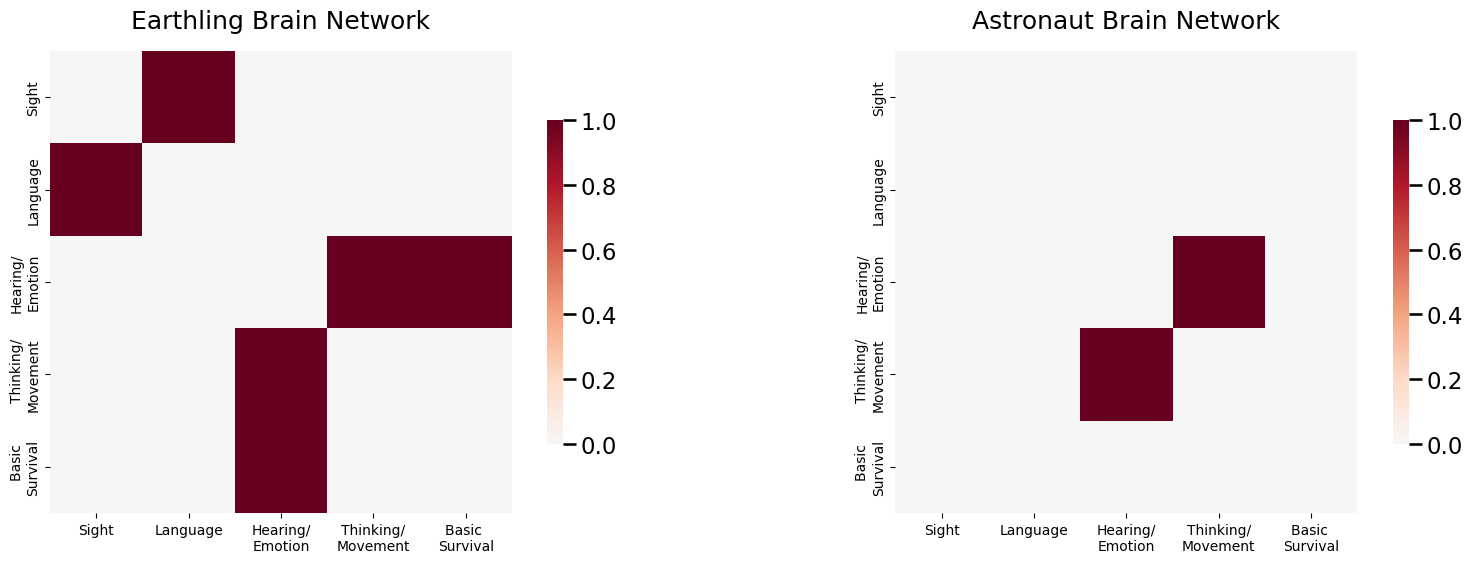 Earthling Brain Network
Sight
Language
Hearing/
Emotion
Thinking/
Movement
Basic
Survival
Sight
Language
Hearing/
Emotion
Thinking/
Movement
Basic
Survival
1.0
0.8
0.6
0.4
0.2
0.0
Astronaut Brain Network
Sight
Language
Hearing/
Emotion
Thinking/
Movement
Basic
Survival
Sight
Language
Hearing/
Emotion
Thinking/
Movement
Basic
Survival
1.0
0.8
0.6
0.4
0.2
0.0